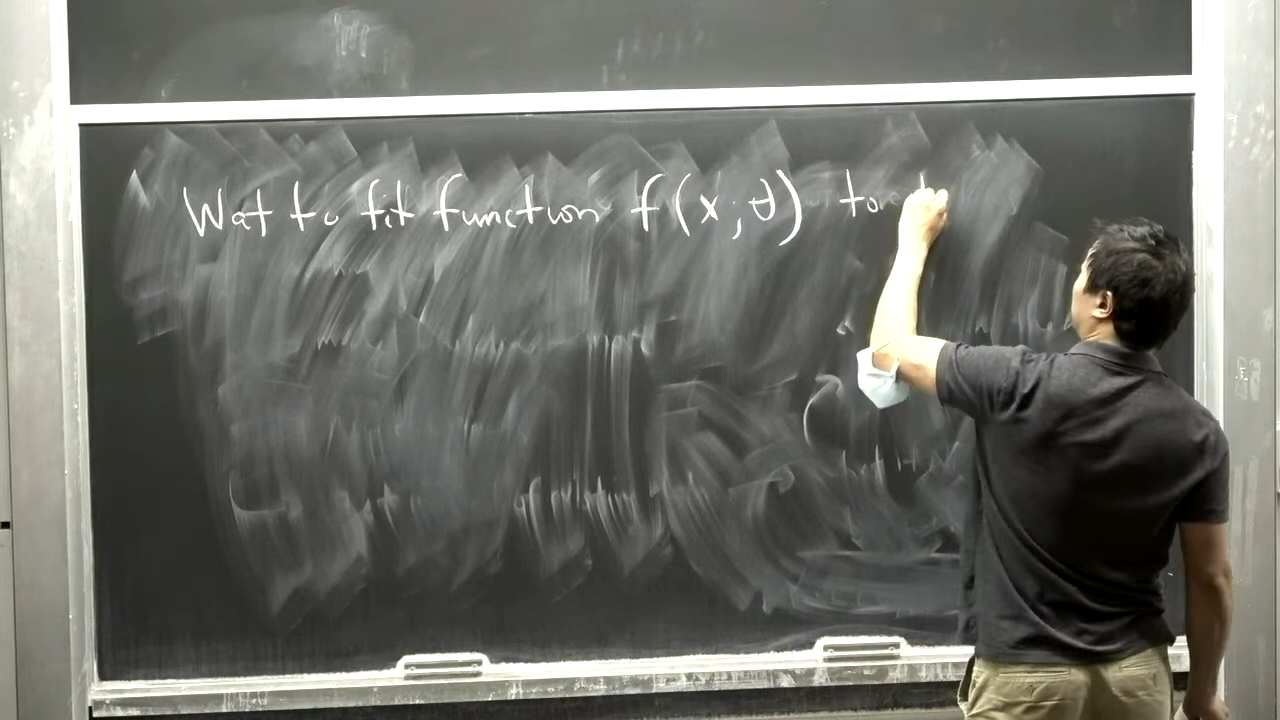 Wat to fit function f(x;θ) to